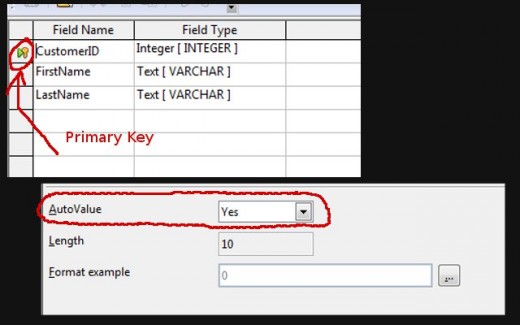 Field Name Field Type
CustomerID Integer [ INTEGER ]
FirstName Text [ VARCHAR ]
LastName Text [ VARCHAR ]
Primary Key
AutoValue Yes
Length 10
Format example 0 ...